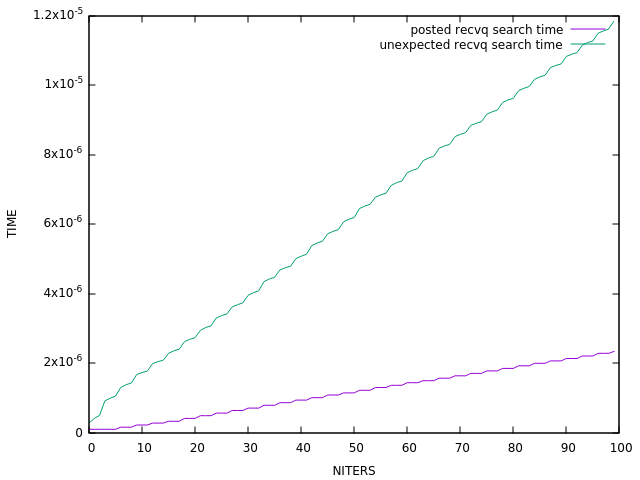 1.2x10^-5
1x10^-5
8x10^-6
6x10^-6
4x10^-6
2x10^-6
0
TIME
posted recvq search time
unexpected recvq search time
0 10 20 30 40 50 60 70 80 90 100
NITERS